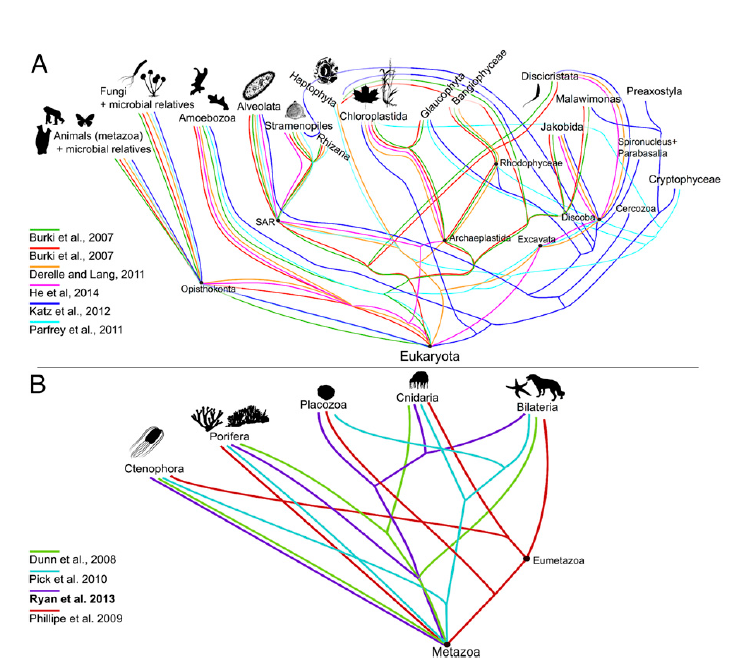 A
Fungi
+ microbial relatives
Animals (metazoa)
+ microbial relatives
Amoebozoa
Alveolata
Stramenopiles
Rhizaria
Haptophyta
Chloroplastida
Glaucophyta
Bangiophyceae
Rhodophyceae
Discicristata
Malawimonas
Preaxostyla
Jakobida
Spironucleus+
Parabasalia
Cryptophyceae
SAR
Archaeplastida
Excavata
Discoba
Cercozoa
Opisthokonta
Eukaryota
Burki et al., 2007
Burki et al., 2007
Derelle and Lang, 2011
He et al, 2014
Katz et al., 2012
Parfrey et al., 2011
B
Ctenophora
Porifera
Placozoa
Cnidaria
Bilateria
Eumetazoa
Metazoa
Dunn et al., 2008
Pick et al. 2010
Ryan et al. 2013
Phillipe et al. 2009